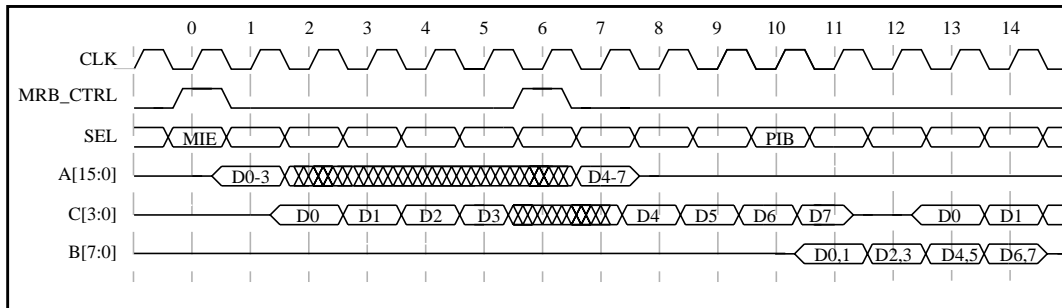 0 1 2 3 4 5 6 7 8 9 10 11 12 13 14
CLK
MRB_CTRL
SEL MIE PIB
A[15:0] D0-3 D4-7
C[3:0] D0 D1 D2 D3 D4 D5 D6 D7 D0 D1
B[7:0] D0,1 D2,3 D4,5 D6,7